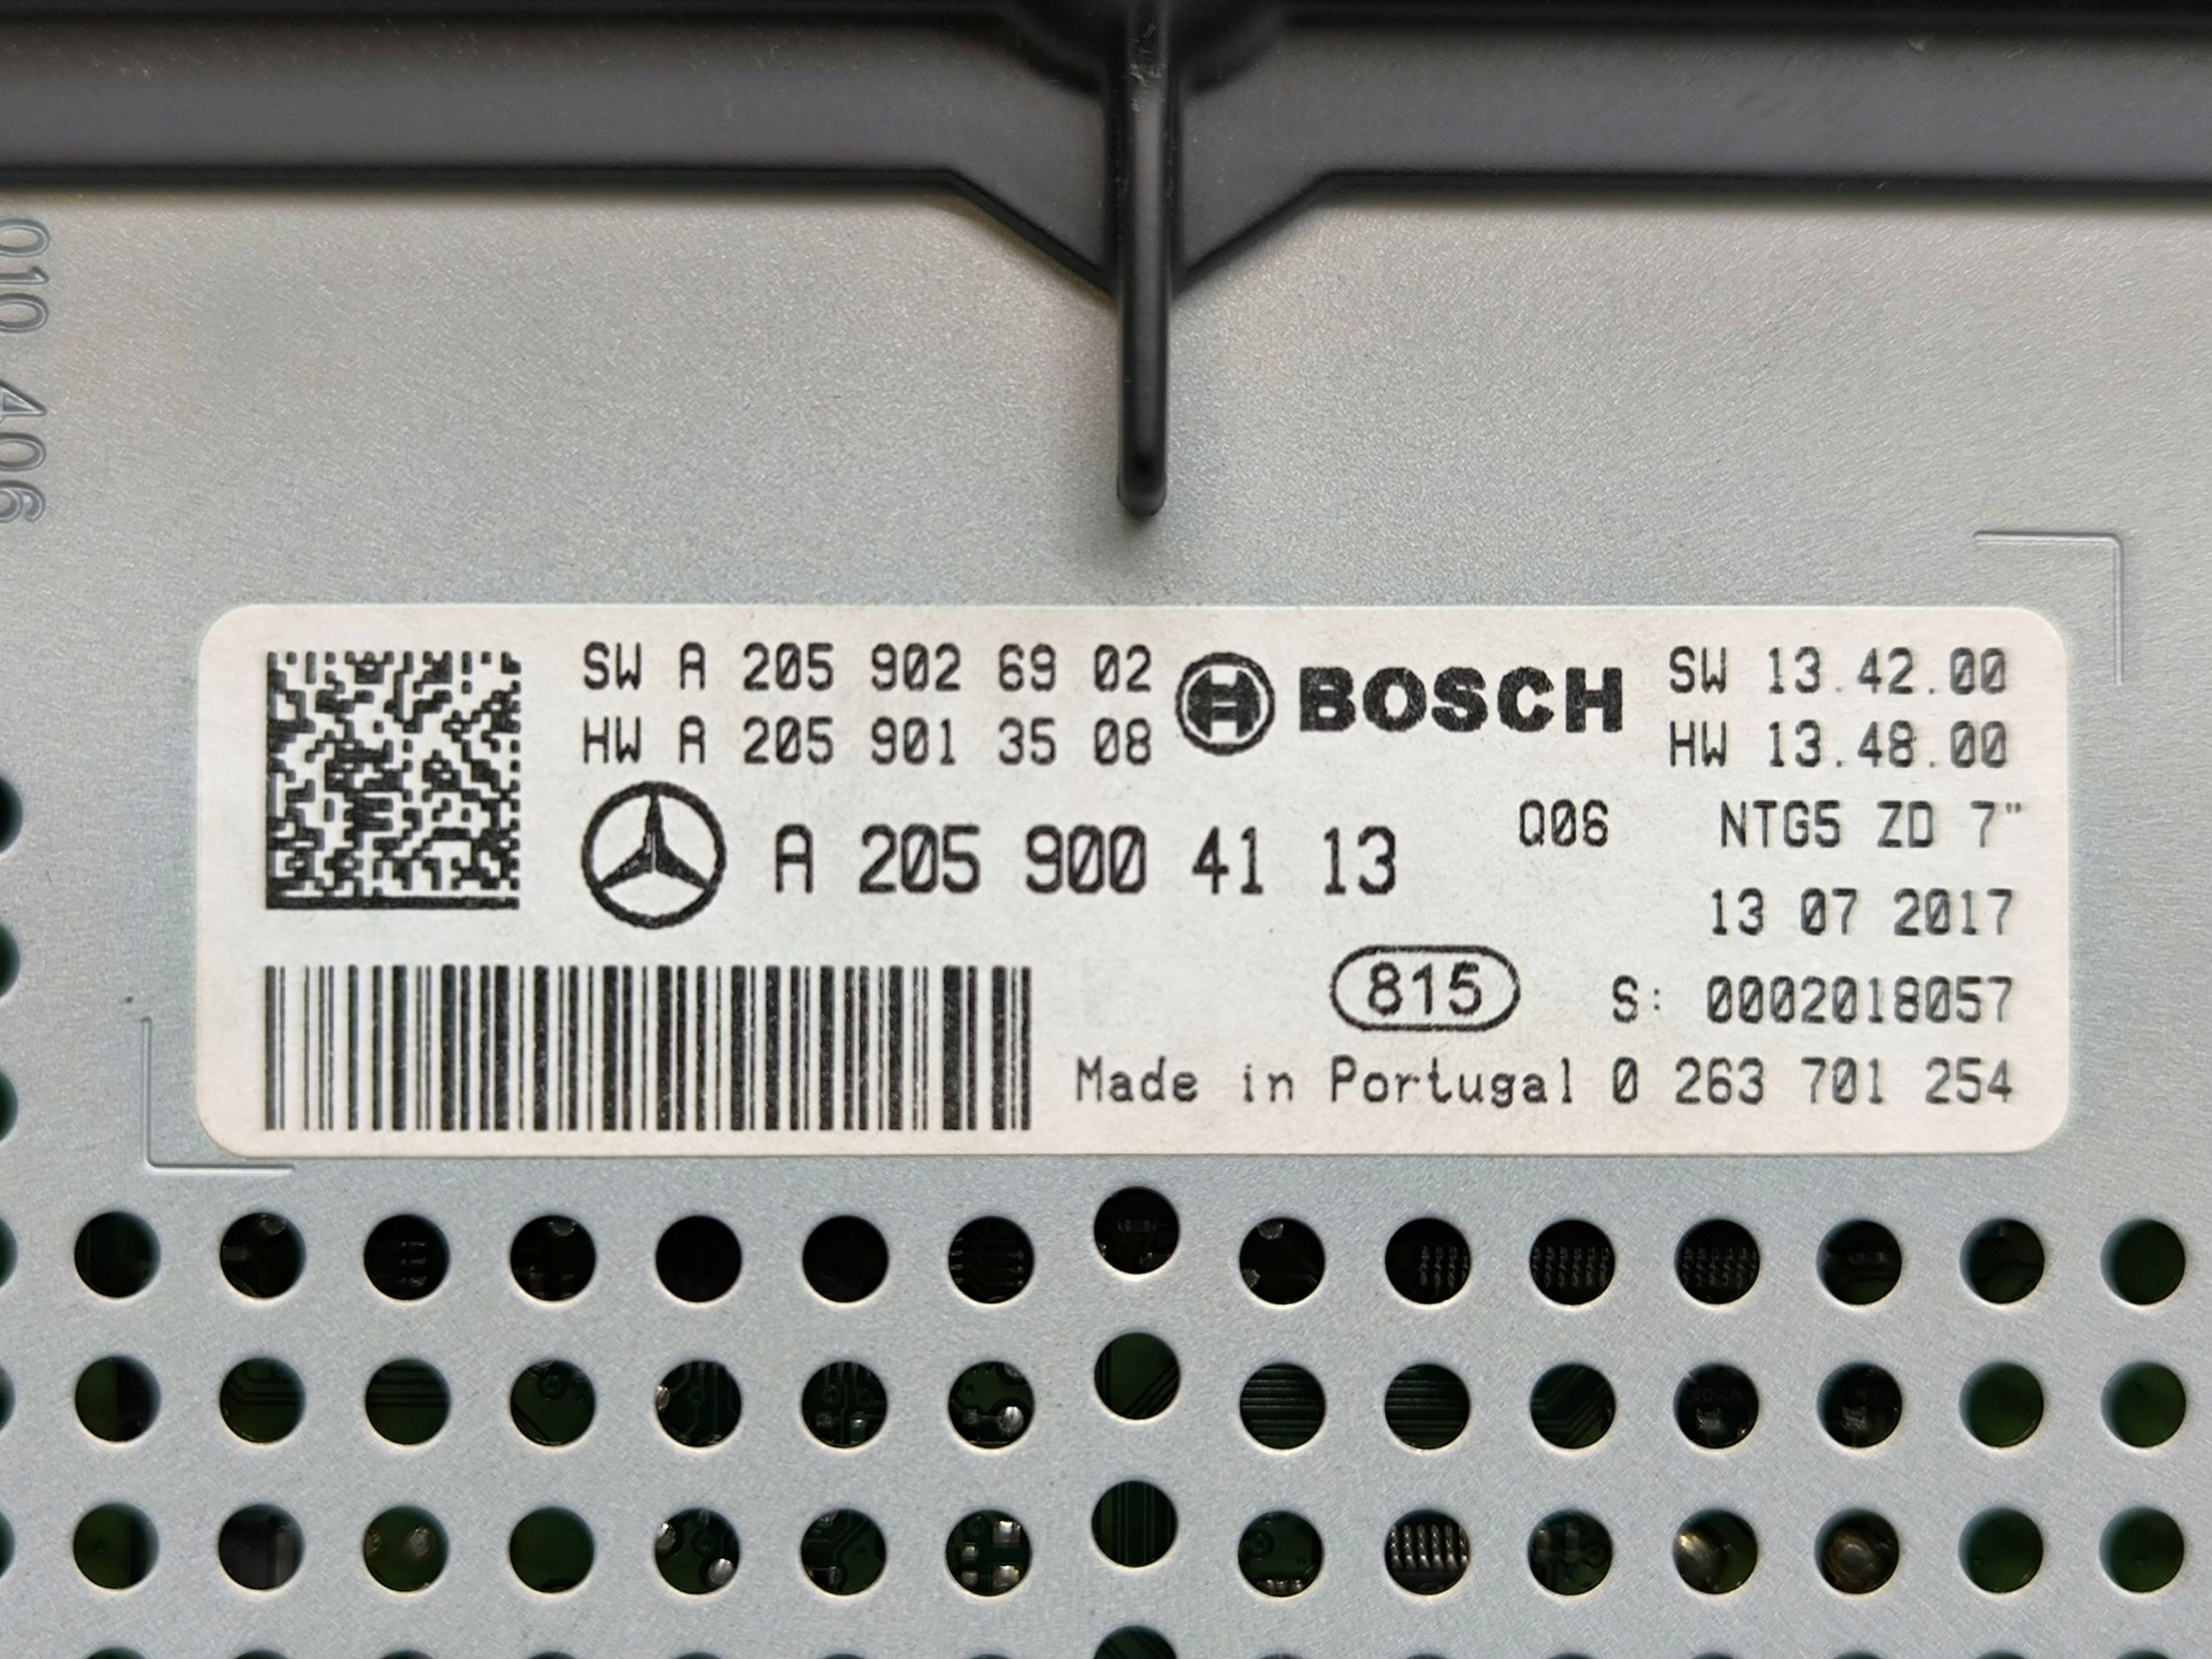 010 4406
SW A 205 902 69 02
HW A 205 901 35 08
BOSCH
SW 13.42.00
HW 13.48.00
A 205 900 41 13
Q06 NTG5 ZD 7"
13 07 2017
815
S: 0002018057
Made in Portugal 0 263 701 254